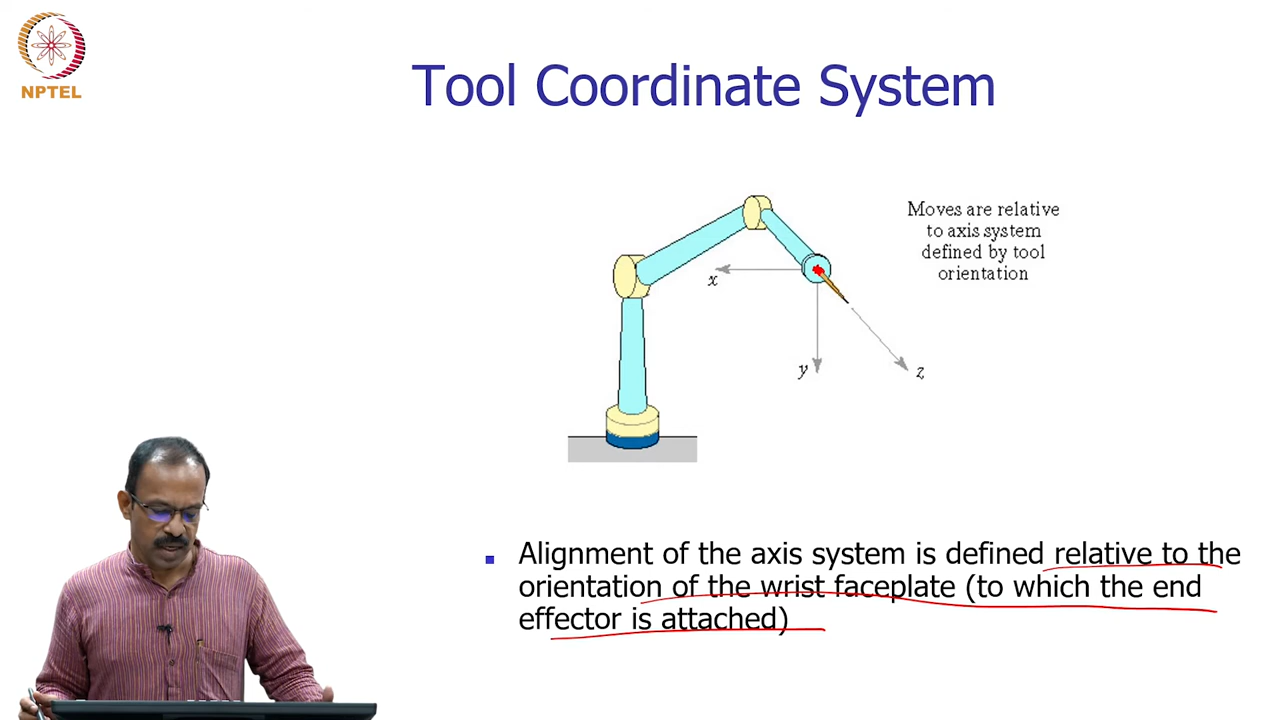 NPTEL
Tool Coordinate System
Moves are relative
to axis system
defined by tool
orientation
x
y
z
▪ Alignment of the axis system is defined relative to the
orientation of the wrist faceplate (to which the end
effector is attached)